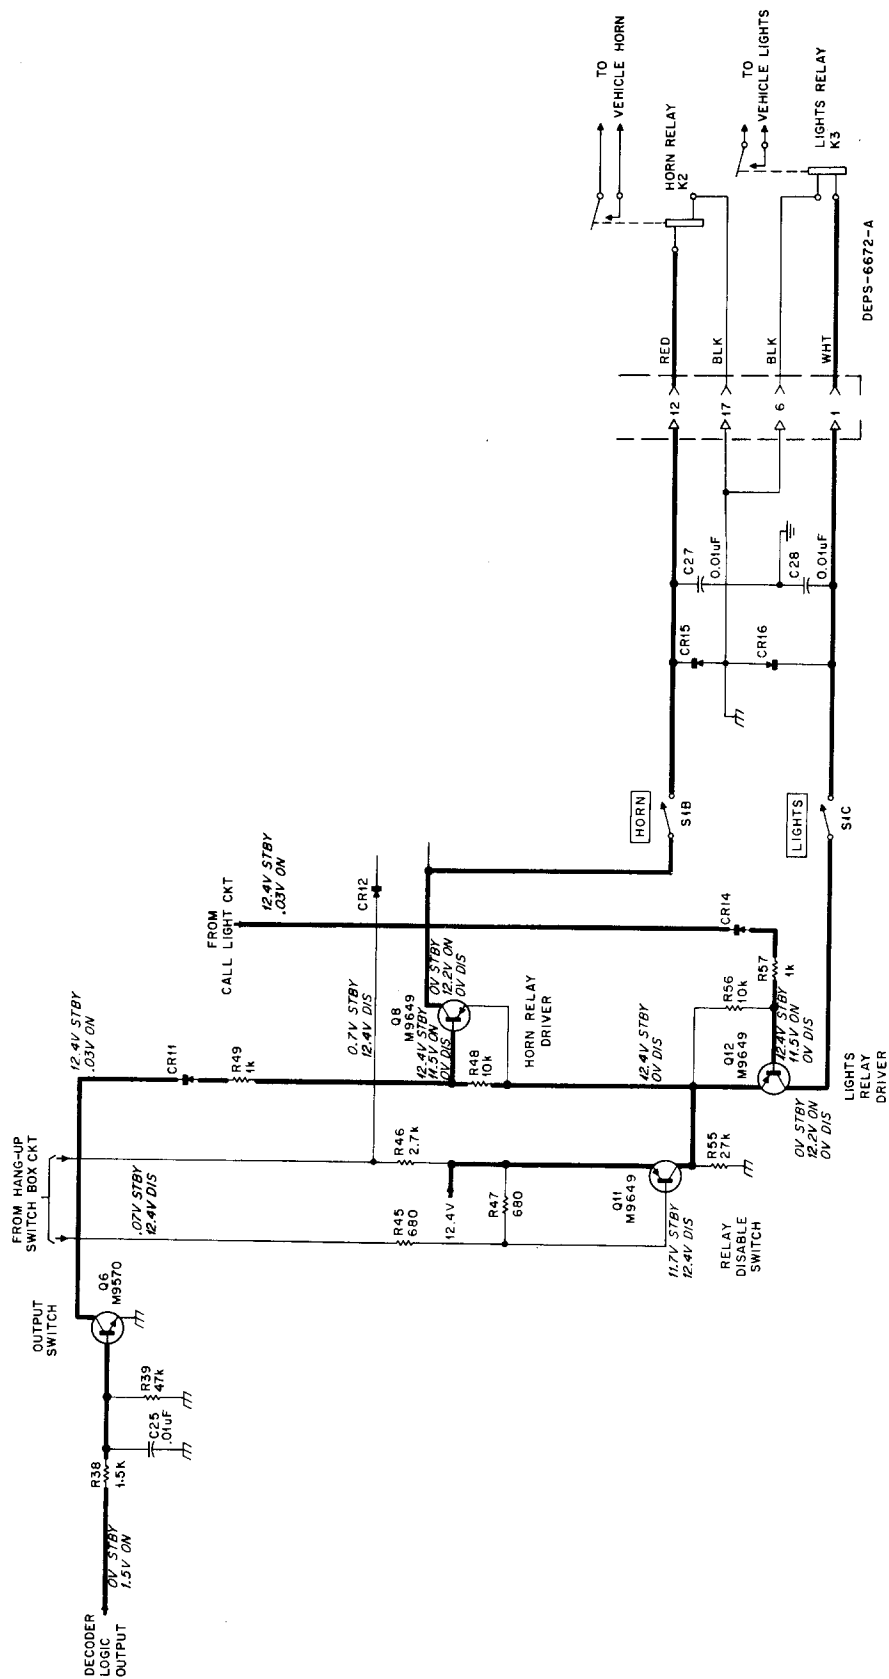 DECODER
LOGIC
OUTPUT
0V STBY
1.5V ON
R38
1.5K
C25
.01uF
R39
47K
OUTPUT
SWITCH
Q6
M9570
FROM HANG-UP
SWITCH BOX CKT
.07V STBY
12.4V DIS
12.4V STBY
.03V ON
CR11
R49
1K
FROM
CALL LIGHT CKT
12.4V STBY
.03V ON
0.7V STBY
12.4V DIS
CR12
R45
680
R46
2.7K
12.4V
R47
680
Q8
M9649
12.4V STBY
11.5V ON
0V DIS
0V STBY
12.2V ON
0V DIS
R48
10K
HORN RELAY
DRIVER
Q11
M9649
11.7V STBY
12.4V DIS
RELAY
DISABLE
SWITCH
R55
27K
12.4V STBY
0V DIS
Q12
M9649
12.4V STBY
11.5V ON
0V DIS
R56
10K
R57
1K
CR14
0V STBY
12.2V ON
0V DIS
LIGHTS
RELAY
DRIVER
HORN
S1B
LIGHTS
S1C
CR15
CR16
C27
0.01uF
C28
0.01uF
12
17
6
1
RED
BLK
BLK
WHT
HORN RELAY
K2
TO
VEHICLE HORN
TO
VEHICLE LIGHTS
LIGHTS RELAY
K3
DEPS-6672-A